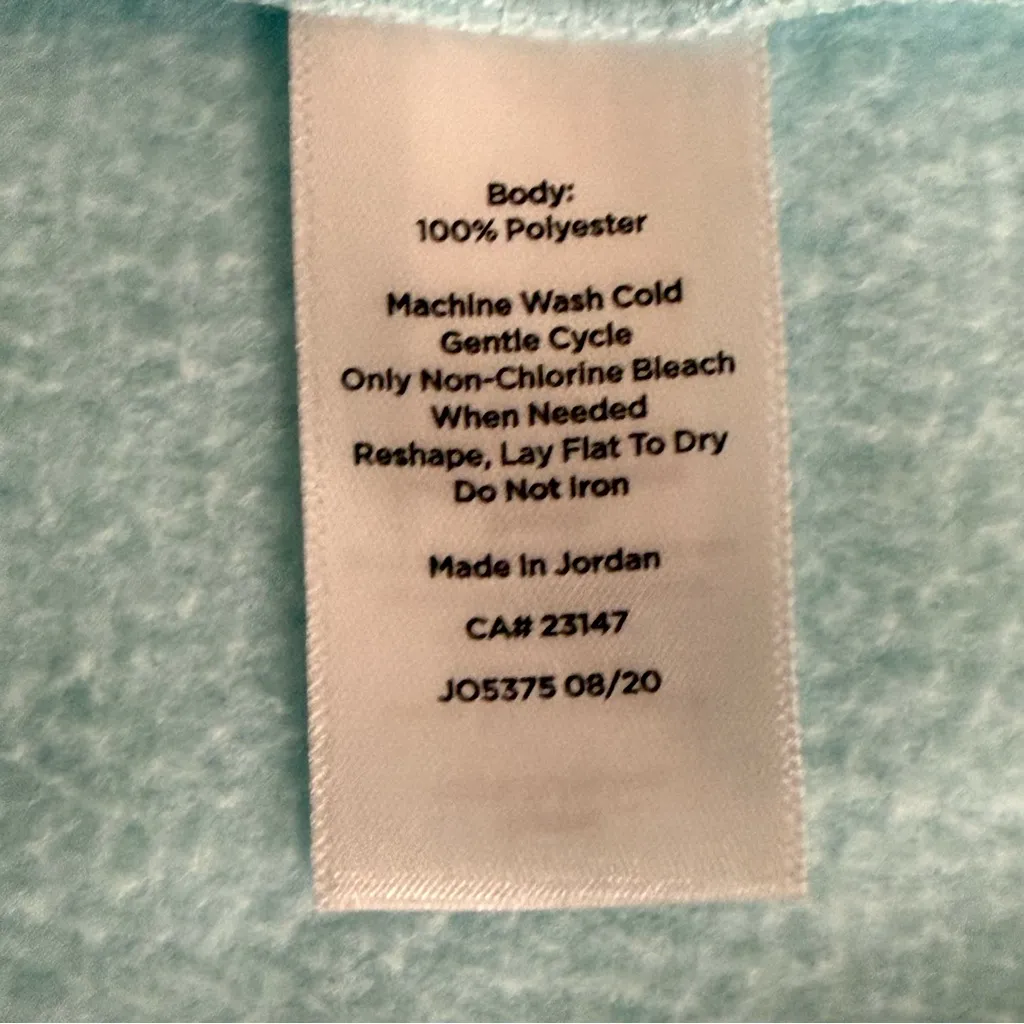 Body:
100% Polyester
Machine Wash Cold
Gentle Cycle
Only Non-Chlorine Bleach
When Needed
Reshape, Lay Flat To Dry
Do Not Iron
Made In Jordan
CA# 23147
JO5375 08/20